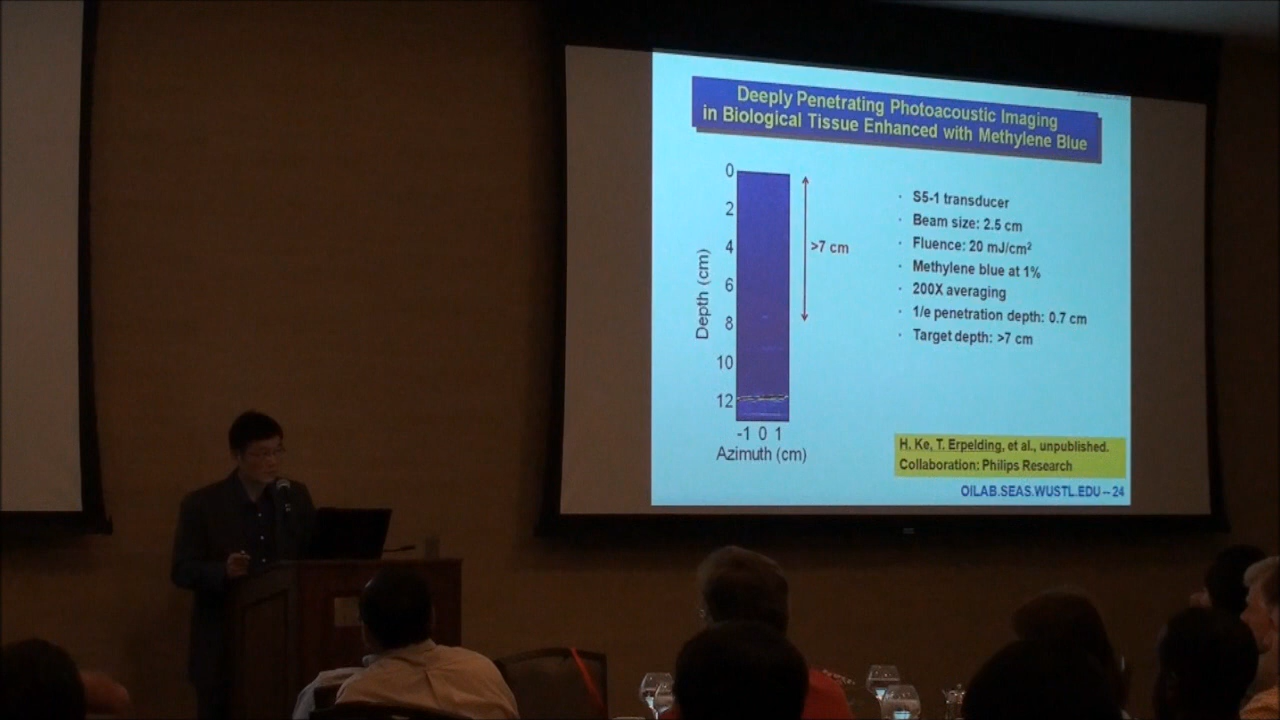 Deeply Penetrating Photoacoustic Imaging
in Biological Tissue Enhanced with Methylene Blue
0
2
4
6
8
10
12
Depth (cm)
>7 cm
-1 0 1
Azimuth (cm)
· S5-1 transducer
· Beam size: 2.5 cm
· Fluence: 20 mJ/cm²
· Methylene blue at 1%
· 200X averaging
· 1/e penetration depth: 0.7 cm
· Target depth: >7 cm
H. Ke, T. Erpelding, et al., unpublished.
Collaboration: Philips Research
OILAB.SEAS.WUSTL.EDU – 24